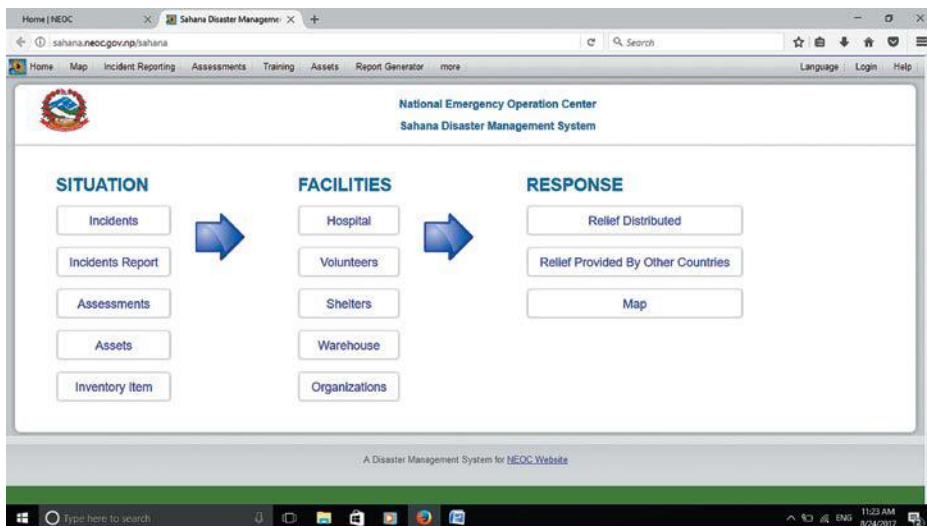 Home | NEOC
Sahana Disaster Manageme
sahana.neoc.gov.np/sahana
Search
Home Map Incident Reporting Assessments Training Assets Report Generator more
Language Login Help
National Emergency Operation Center
Sahana Disaster Management System
SITUATION
Incidents
Incidents Report
Assessments
Assets
Inventory Item
FACILITIES
Hospital
Volunteers
Shelters
Warehouse
Organizations
RESPONSE
Relief Distributed
Relief Provided By Other Countries
Map
A Disaster Management System for NEOC Website
Type here to search
ENG
11:23 AM
8/24/2017